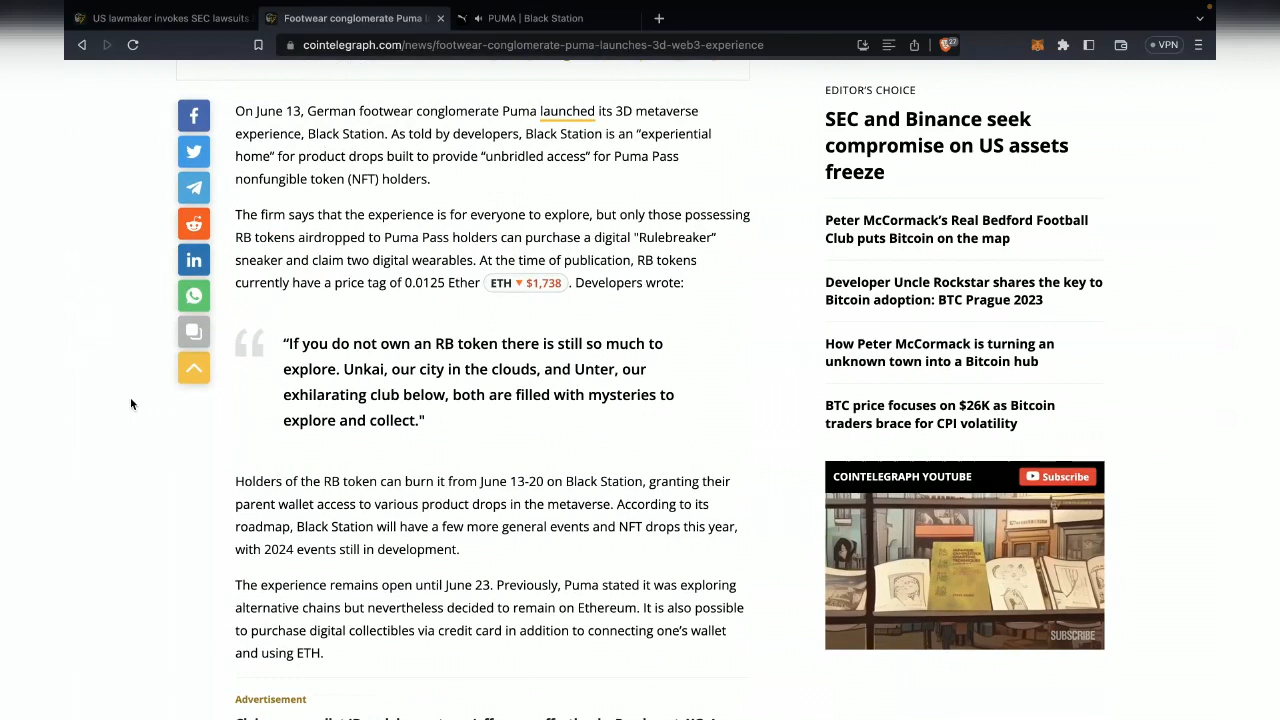 US lawmaker invokes SEC lawsuits
Footwear conglomerate Puma l
PUMA | Black Station
cointelegraph.com/news/footwear-conglomerate-puma-launches-3d-web3-experience
27
VPN
On June 13, German footwear conglomerate Puma launched its 3D metaverse
experience, Black Station. As told by developers, Black Station is an “experiential
home” for product drops built to provide “unbridled access” for Puma Pass
nonfungible token (NFT) holders.
The firm says that the experience is for everyone to explore, but only those possessing
RB tokens airdropped to Puma Pass holders can purchase a digital "Rulebreaker”
sneaker and claim two digital wearables. At the time of publication, RB tokens
currently have a price tag of 0.0125 Ether ETH ▼ $1,738 . Developers wrote:
“If you do not own an RB token there is still so much to
explore. Unkai, our city in the clouds, and Unter, our
exhilarating club below, both are filled with mysteries to
explore and collect."
Holders of the RB token can burn it from June 13-20 on Black Station, granting their
parent wallet access to various product drops in the metaverse. According to its
roadmap, Black Station will have a few more general events and NFT drops this year,
with 2024 events still in development.
The experience remains open until June 23. Previously, Puma stated it was exploring
alternative chains but nevertheless decided to remain on Ethereum. It is also possible
to purchase digital collectibles via credit card in addition to connecting one’s wallet
and using ETH.
Advertisement
EDITOR’S CHOICE
SEC and Binance seek
compromise on US assets
freeze
Peter McCormack’s Real Bedford Football
Club puts Bitcoin on the map
Developer Uncle Rockstar shares the key to
Bitcoin adoption: BTC Prague 2023
How Peter McCormack is turning an
unknown town into a Bitcoin hub
BTC price focuses on $26K as Bitcoin
traders brace for CPI volatility
COINTELEGRAPH YOUTUBE
Subscribe
SUBSCRIBE